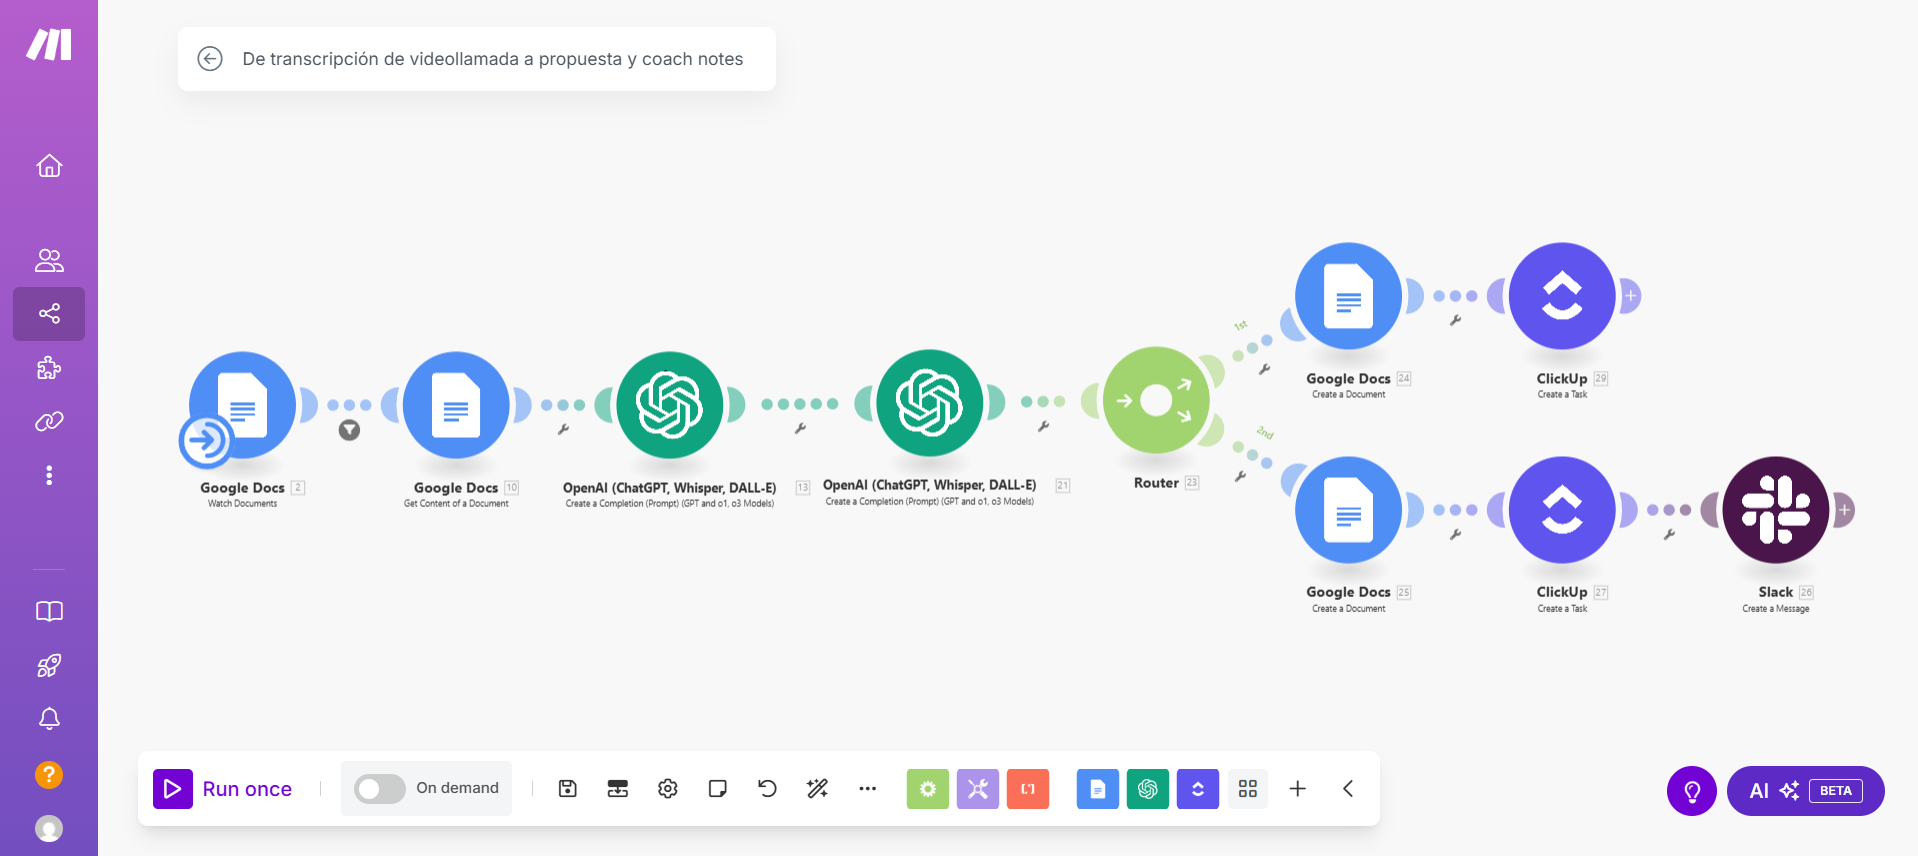 De transcripción de videollamada a propuesta y coach notes
1st
Google Docs 24
Create a Document
ClickUp 29
Create a Task
Google Docs 2
Watch Documents
Google Docs 10
Get Content of a Document
OpenAI (ChatGPT, Whisper, DALL-E) 13
Create a Completion (Prompt) (GPT and o1, o3 Models)
OpenAI (ChatGPT, Whisper, DALL-E) 21
Create a Completion (Prompt) (GPT and o1, o3 Models)
Router 23
2nd
Google Docs 25
Create a Document
ClickUp 27
Create a Task
Slack 26
Create a Message
?
Run once
On demand
AI BETA